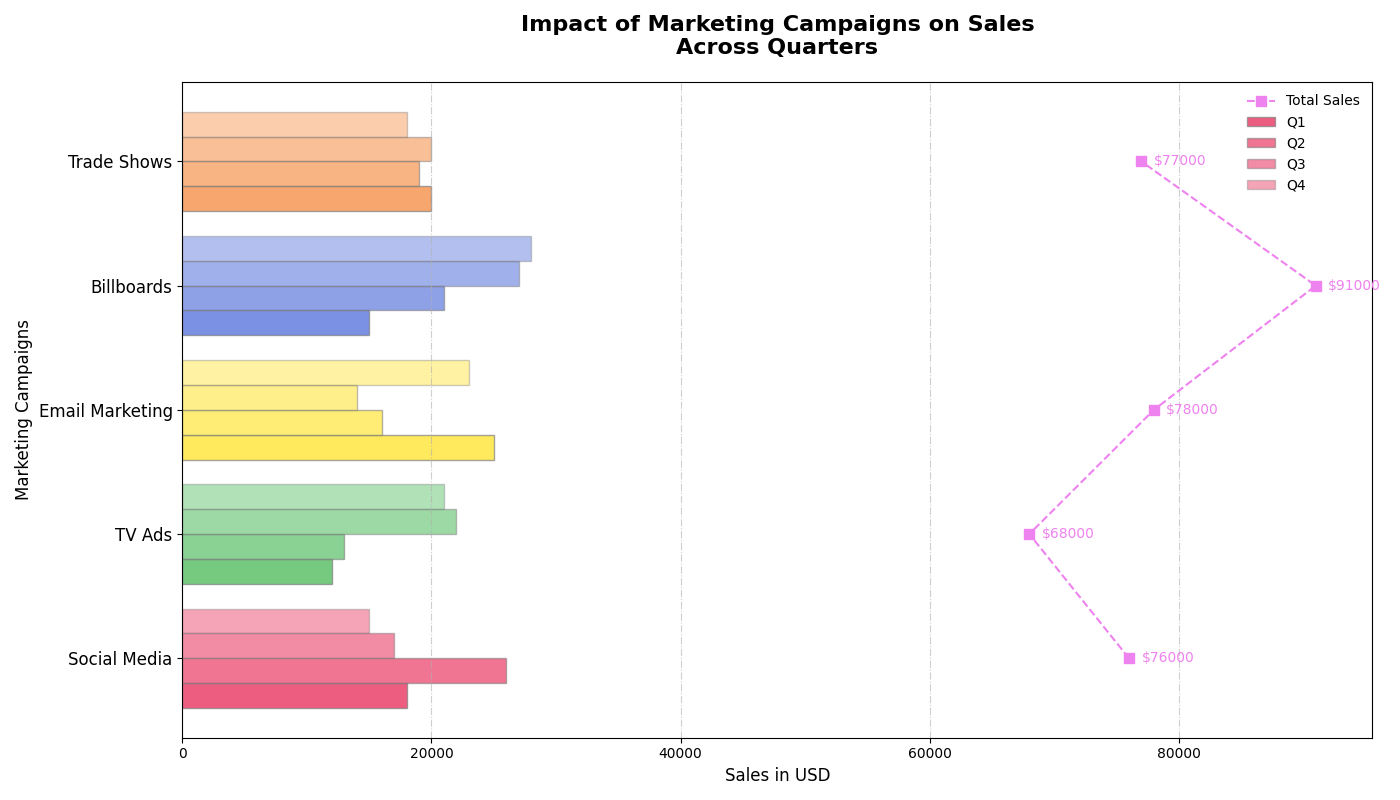 Impact of Marketing Campaigns on Sales
Across Quarters
Total Sales
Q1
Q2
Q3
Q4
Trade Shows
$77000
Billboards
$91000
Email Marketing
$78000
TV Ads
$68000
Social Media
$76000
Marketing Campaigns
0 20000 40000 60000 80000
Sales in USD